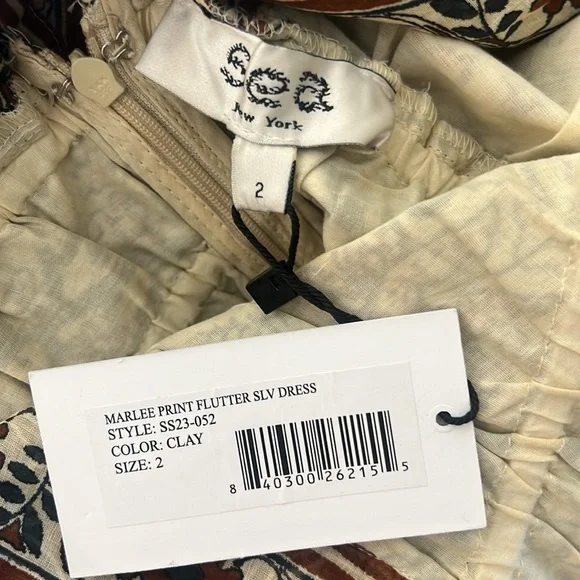 Sea
New York
2
MARLEE PRINT FLUTTER SLV DRESS
STYLE: SS23-052
COLOR: CLAY
SIZE: 2
8 40300 26215 5